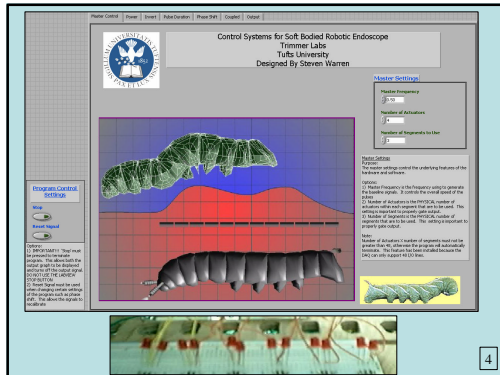 Master Control
Power
Invert
Pulse Duration
Phase Shift
Coupled
Output
Control Systems for Soft Bodied Robotic Endoscope
Trimmer Labs
Tufts University
Designed By Steven Warren
Master Settings
Master Frequency
0.50
Number of Actuators
4
Number of Segments to Use
Master Settings
Purpose:
The master settings control the underlying features of the
hardware and software.
Options:
1) Master Frequency is the frequency using to generate
the baseline signals. It controls the overall speed of the
pulses
2) Number of Actuators is the PHYSICAL number of
actuators within each segment that are to be used. This
setting is important to properly gate output.
3) Number of Segments is the PHYSICAL number of
segments that are to be used. This setting is important to
properly gate output.
Note:
Number of Actuators X number of segments must not be
greater than 40, otherwise the program will automatically
terminate. This feature has been installed because the
DAQ can only support 40 I/O lines.
Program Control
Settings
Stop
Reset Signal
Options:
1) IMPORTANT!!! 'Stop' must
be pressed to terminate
program. This allows both the
output graph to be displayed
and turns off the output signal.
DO NOT USE THE LABVIEW
STOP BUTTON
2) Reset Signal must be used
when changing certain settings
of the program such as phase
shift. This allows the signals to
recalibrate
4